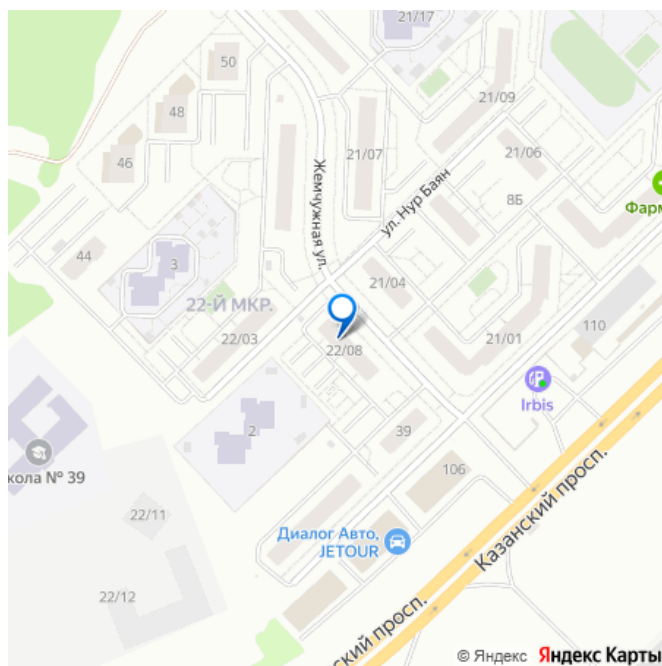 21/17
50
21/09
48
21/06
21/07
46
ул. Нур Баян
8Б
Фарм
Жемчужная ул.
44
3
21/04
22-Й МКР.
110
22/03
22/08
21/01
Irbis
39
2
кола № 39
106
Казанский просп.
22/11
Диалог Авто,
JETOUR
22/12
ский просп.
© Яндекс Яндекс Карты